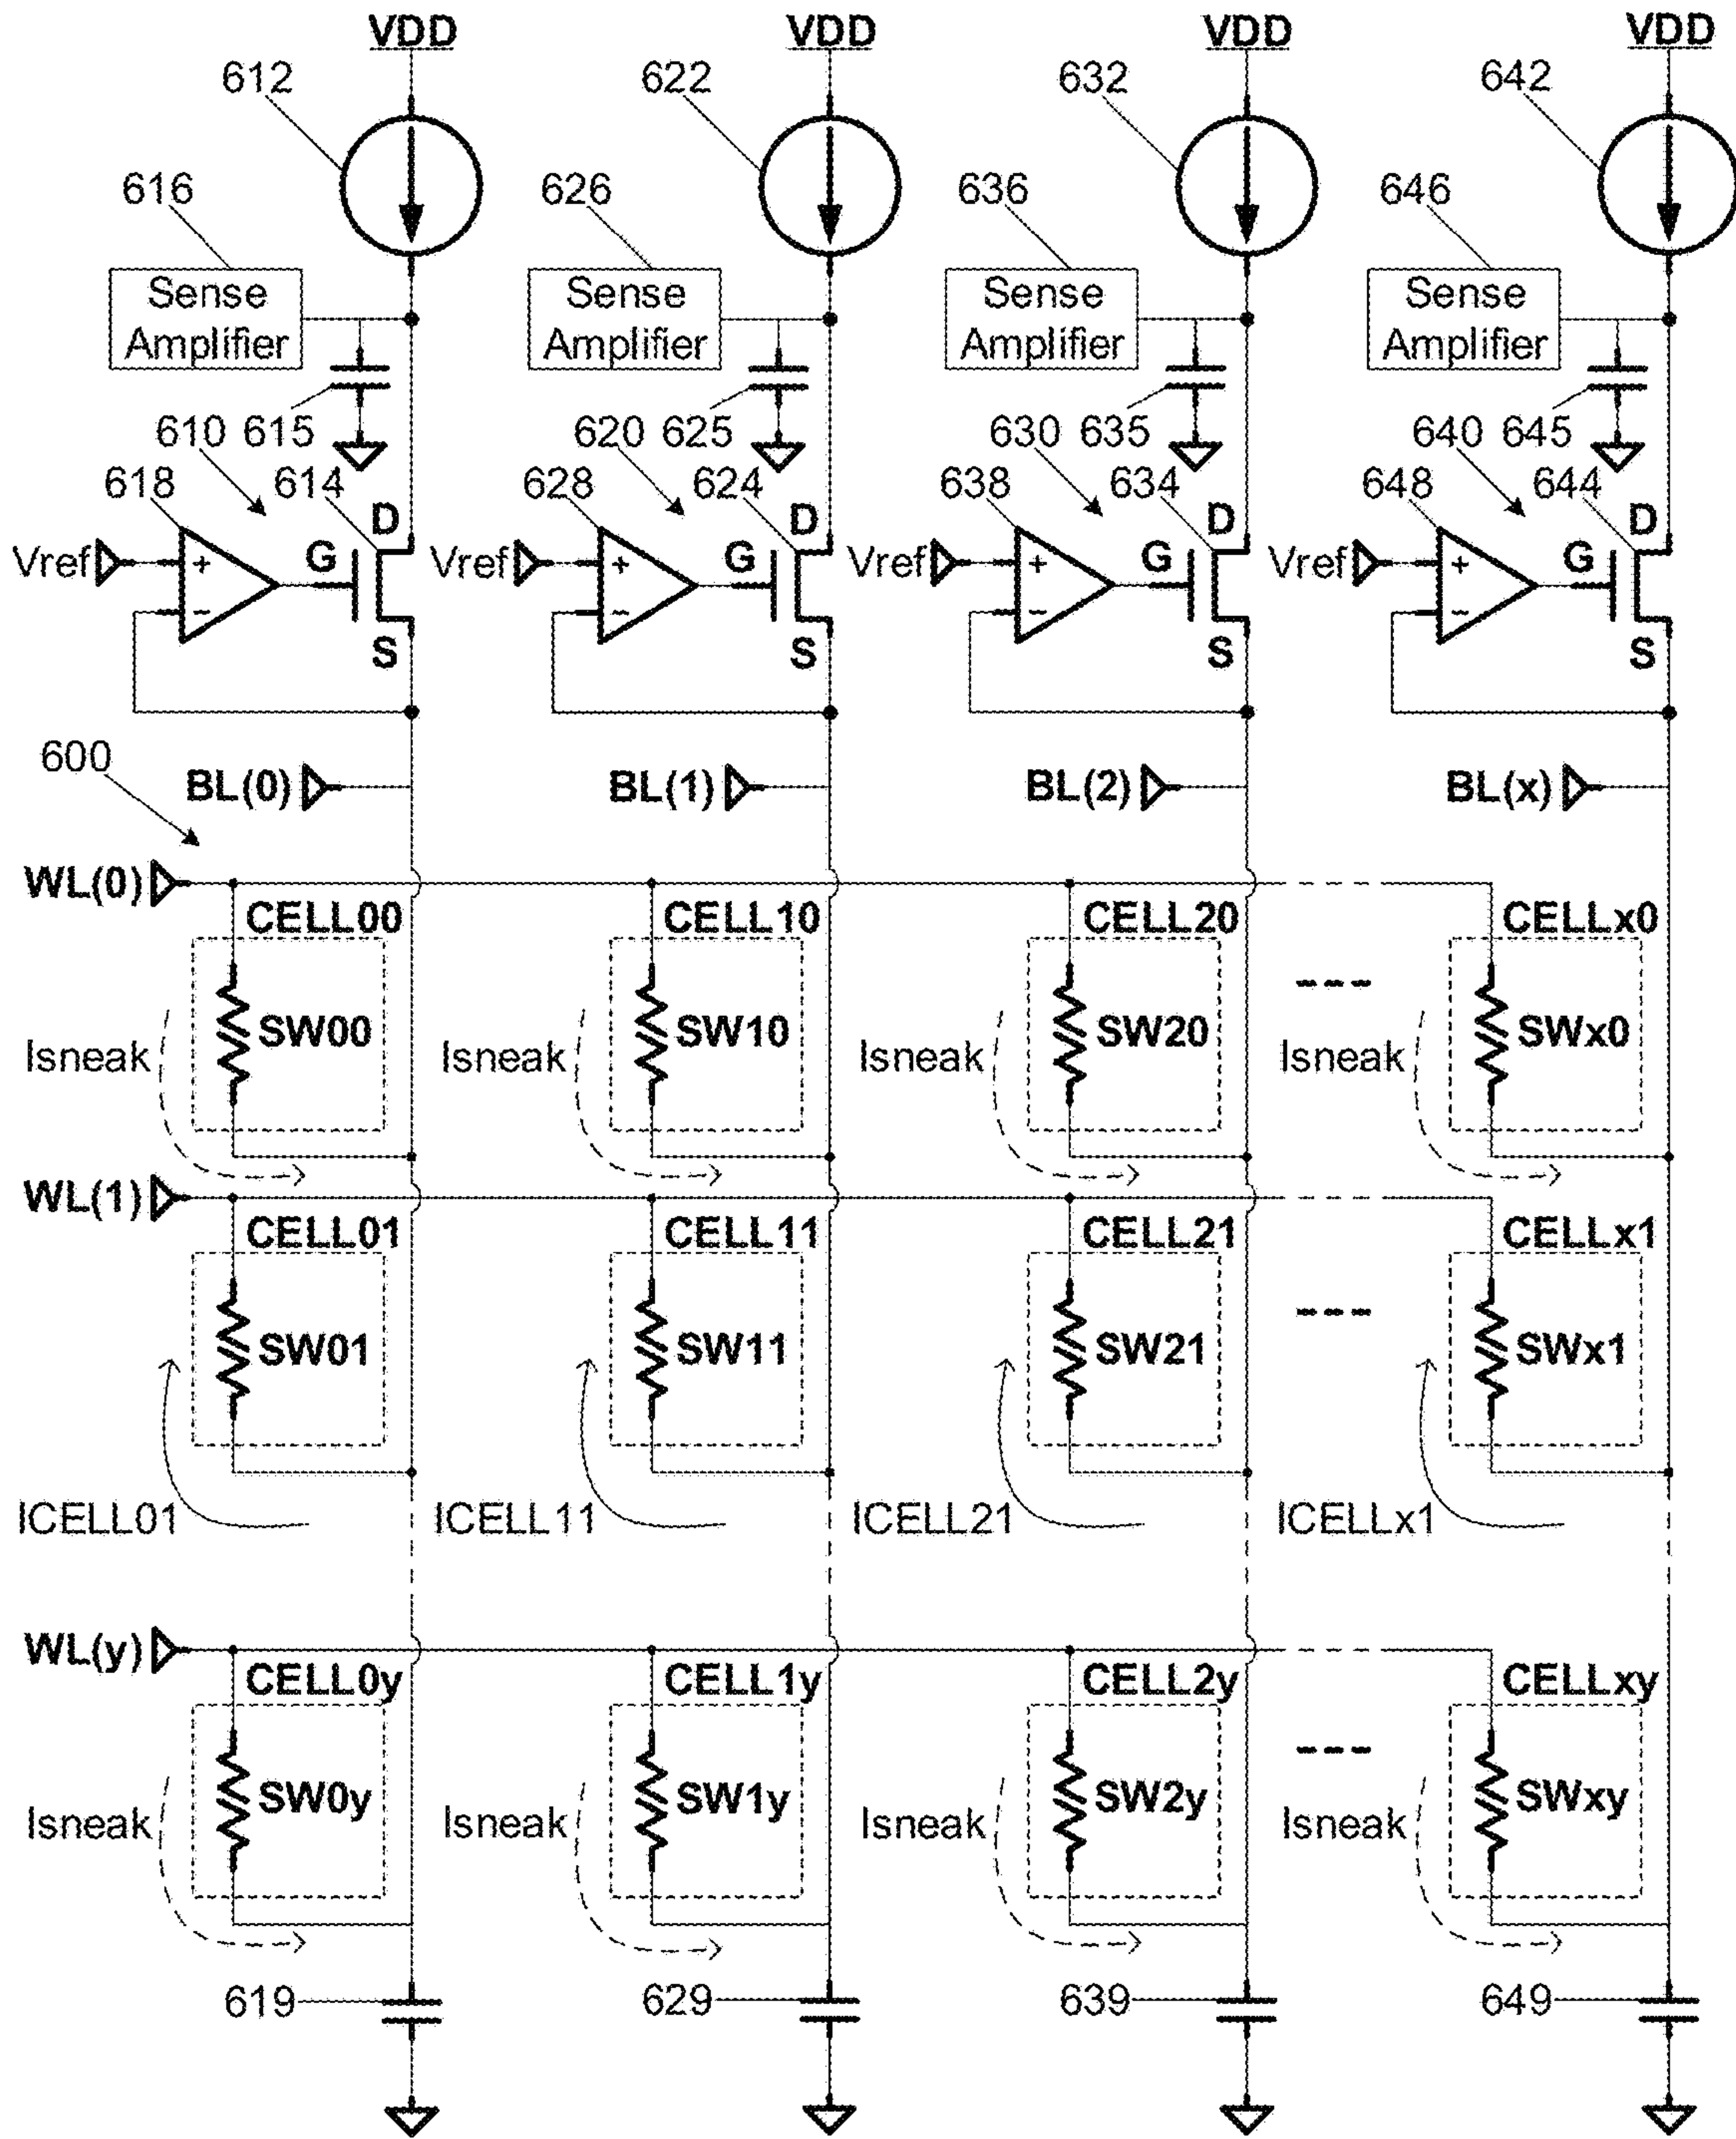 VDD VDD VDD VDD
612 622 632 642
616 626 636 646
Sense Amplifier Sense Amplifier Sense Amplifier Sense Amplifier
610 615 620 625 630 635 640 645
618 614 628 624 638 634 648 644
D D D D
Vref + G Vref + G Vref + G Vref + G
− − − −
S S S S
600
BL(0) BL(1) BL(2) BL(x)
WL(0)
CELL00 CELL10 CELL20 CELLx0
SW00 SW10 SW20 SWx0
Isneak Isneak Isneak Isneak
WL(1)
CELL01 CELL11 CELL21 CELLx1
SW01 SW11 SW21 SWx1
ICELL01 ICELL11 ICELL21 ICELLx1
WL(y)
CELL0y CELL1y CELL2y CELLxy
SW0y SW1y SW2y SWxy
Isneak Isneak Isneak Isneak
619 629 639 649